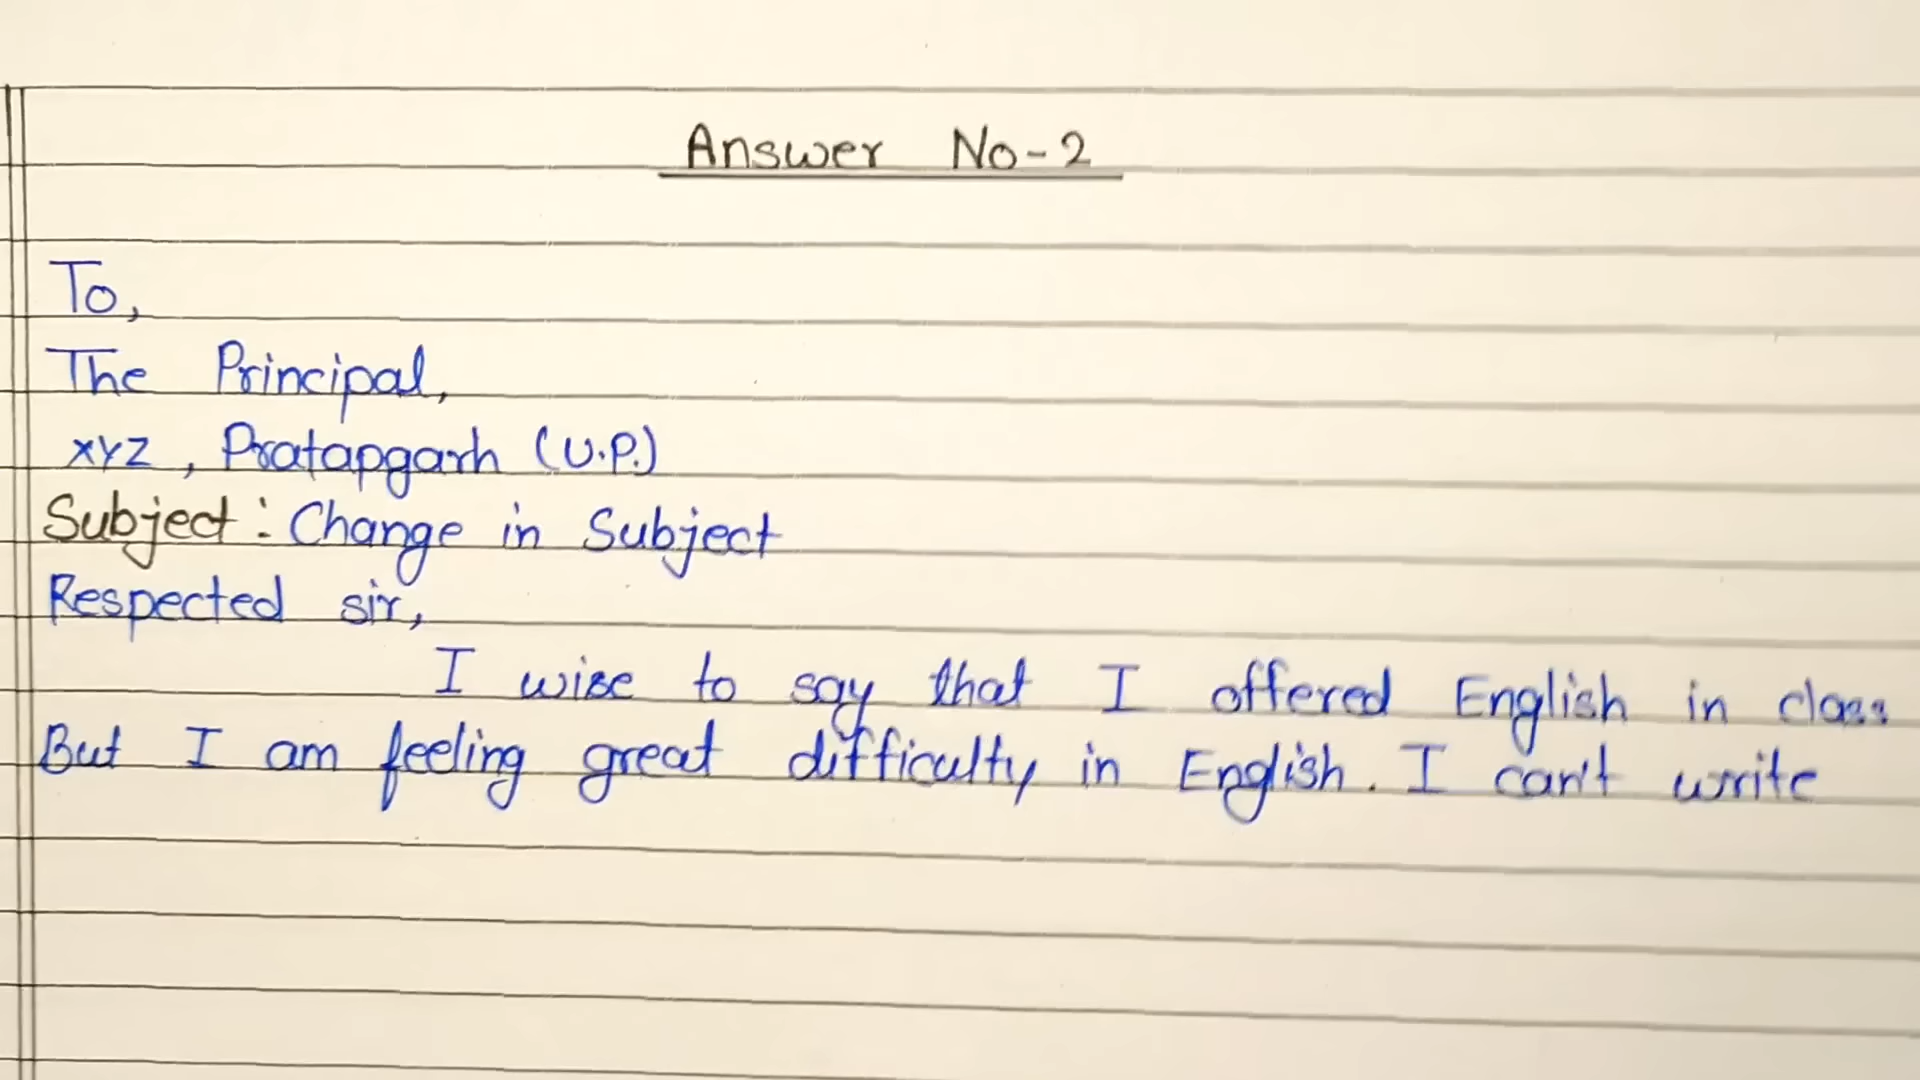 Answer No-2
To,
The Principal,
XYZ, Pratapgarh (U.P.)
Subject : Change in Subject
Respected sir,
I wise to say that I offered English in class
But I am feeling great difficulty in English. I can't write